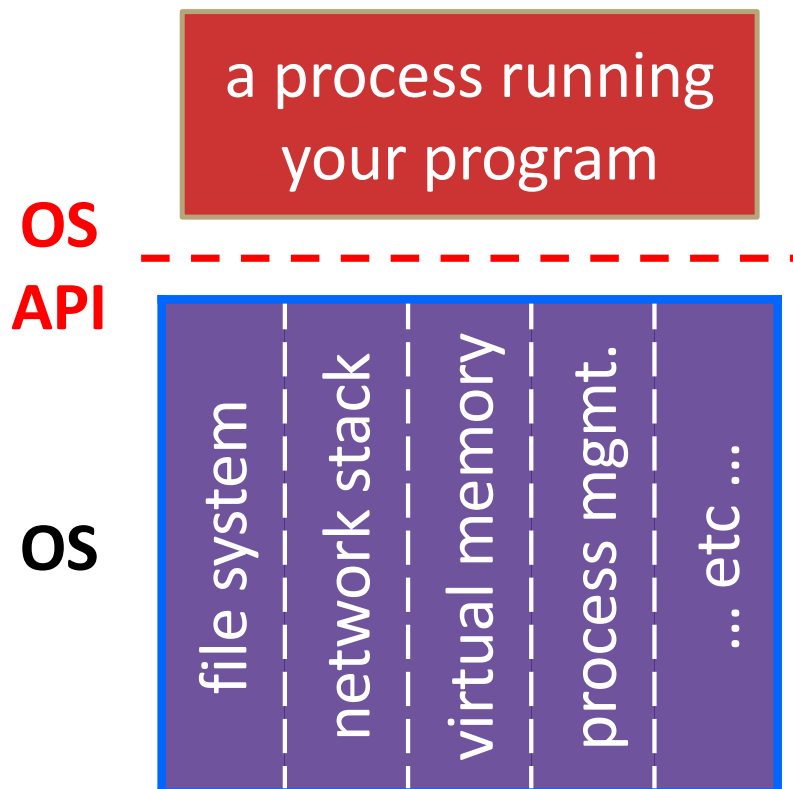 a process running
your program
OS
API
OS
file system
network stack
virtual memory
process mgmt.
... etc ...